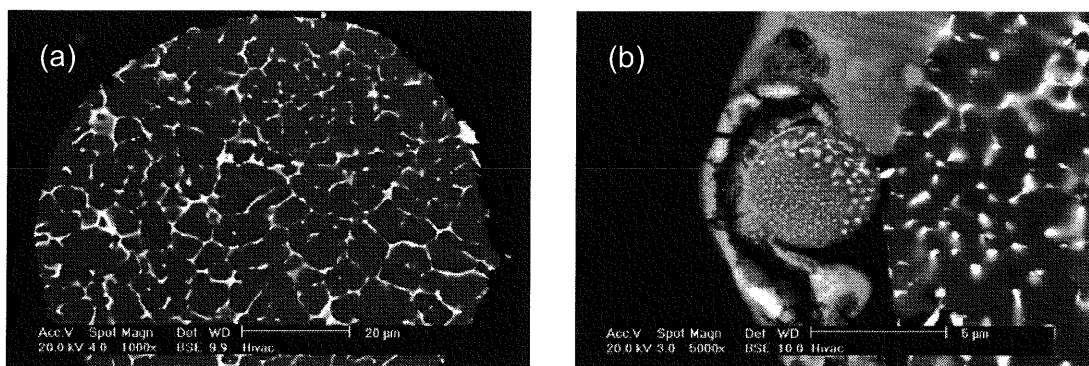 (a)
Acc.V Spot Magn Det WD 20 µm
20.0 kV 4.0 1000x BSE 9.9 Hivac
(b)
Acc.V Spot Magn Det WD 5 µm
20.0 kV 3.0 5000x BSE 10.0 Hivac